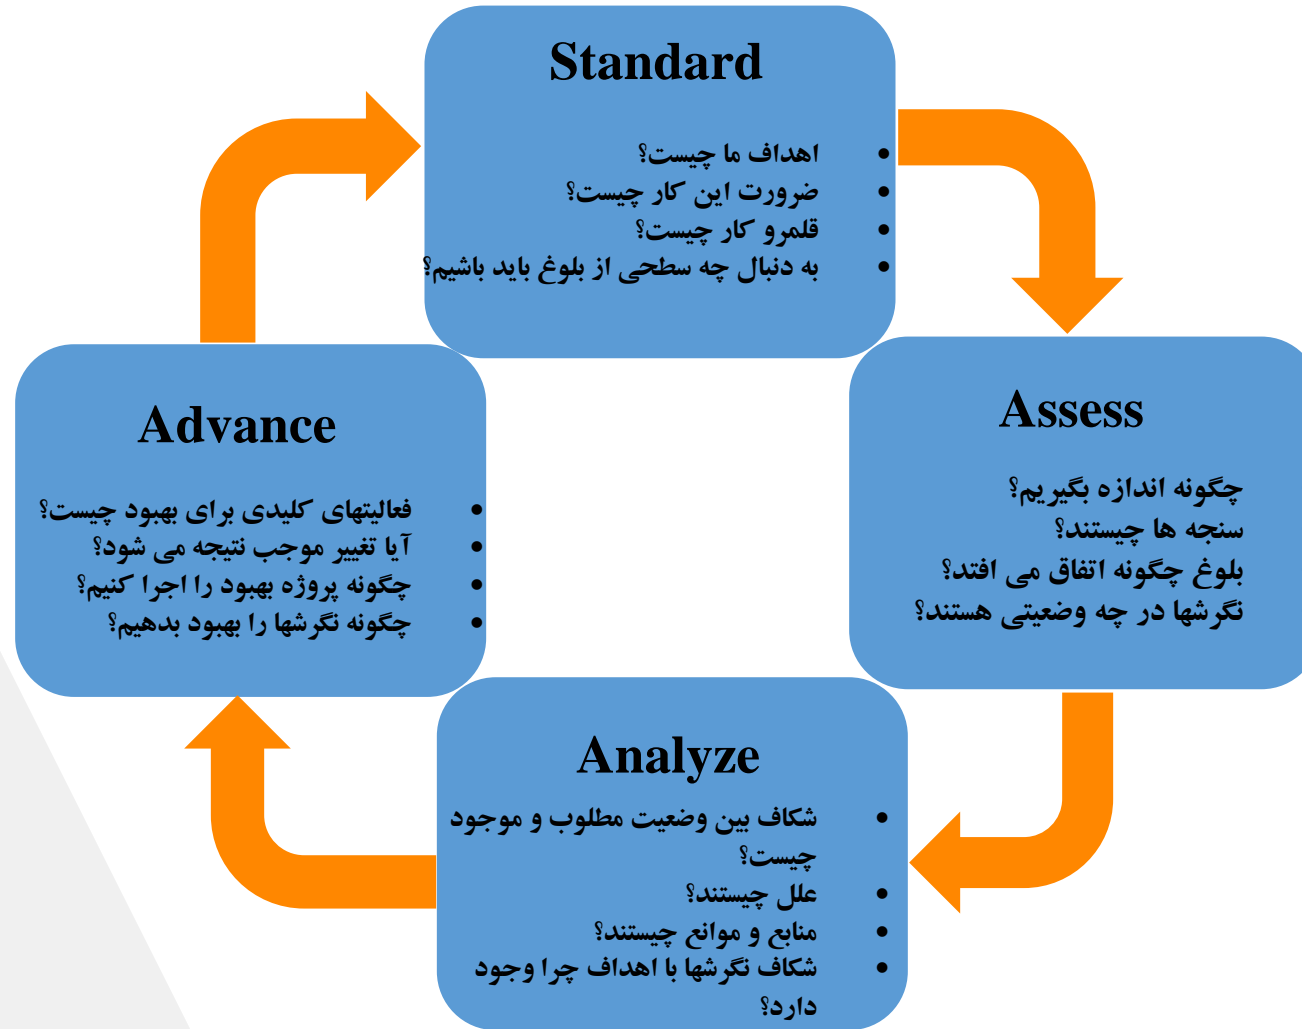 Standard
• اهداف ما چیست؟
• ضرورت این کار چیست؟
• قلمرو کار چیست؟
• به دنبال چه سطحی از بلوغ باید باشیم؟
Assess
چگونه اندازه بگیریم؟
سنجه ها چیستند؟
بلوغ چگونه اتفاق می افتد؟
نگرشها در چه وضعیتی هستند؟
Analyze
• شکاف بین وضعیت مطلوب و موجود
چیست؟
• علل چیستند؟
• منابع و موانع چیستند؟
• شکاف نگرشها با اهداف چرا وجود
دارد؟
Advance
• فعالیتهای کلیدی برای بهبود چیست؟
• آیا تغییر موجب نتیجه می شود؟
• چگونه پروژه بهبود را اجرا کنیم؟
• چگونه نگرشها را بهبود بدهیم؟